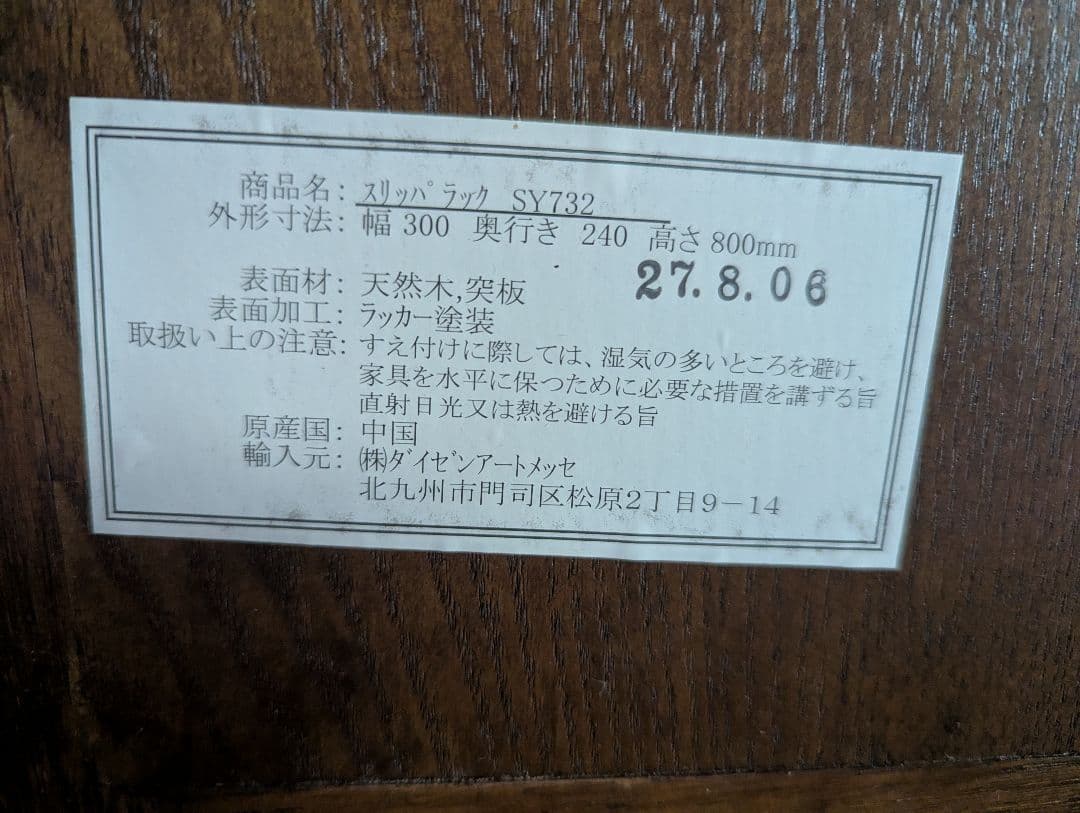 商品名: ｽﾘｯﾊﾟ ﾗｯｸ SY732
外形寸法: 幅 300 奥行き 240 高さ 800mm
27.8.06
表面材: 天然木,突板
表面加工: ﾗｯｶｰ塗装
取扱い上の注意: すえ付けに際しては、湿気の多いところを避け、
家具を水平に保つために必要な措置を講ずる旨
直射日光又は熱を避ける旨
原産国: 中国
輸入元: ㈱ﾀﾞｲｾﾞﾝｱｰﾄﾒｯｾ
北九州市門司区松原2丁目9－14